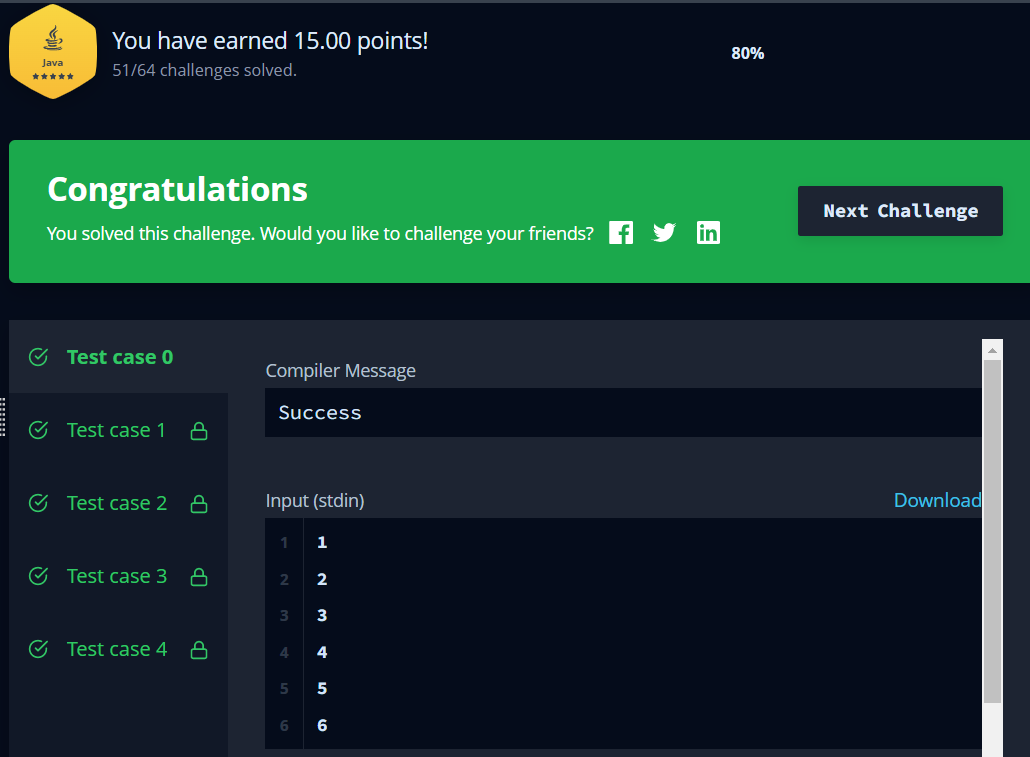 Java
★★★★★
You have earned 15.00 points!
51/64 challenges solved.
80%
Congratulations
You solved this challenge. Would you like to challenge your friends?
Next Challenge
Test case 0
Test case 1
Test case 2
Test case 3
Test case 4
Compiler Message
Success
Input (stdin)
Download
1 1
2 2
3 3
4 4
5 5
6 6